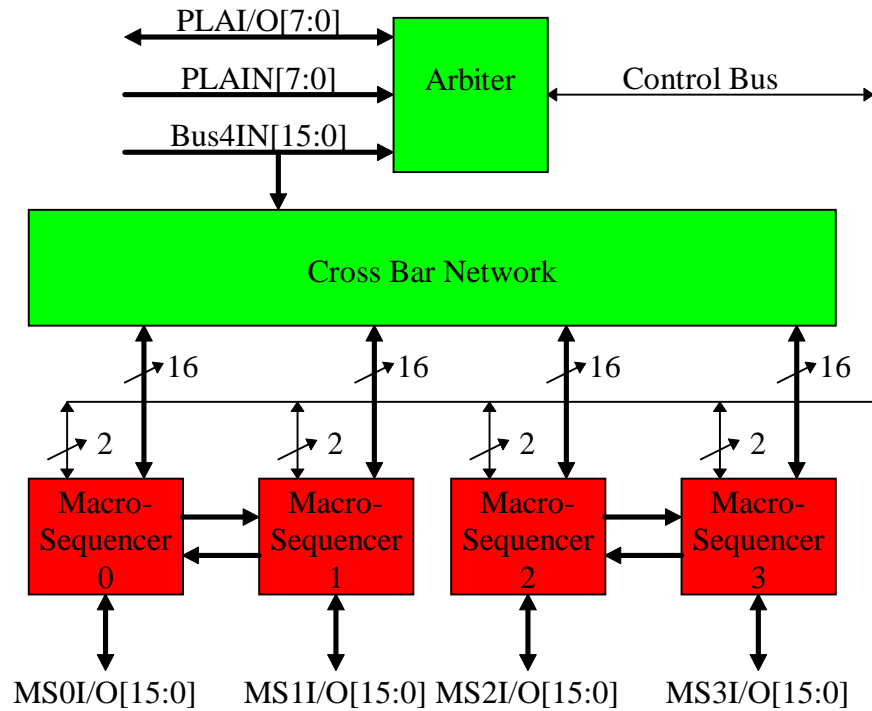 PLAI/O[7:0]
PLAIN[7:0]
Bus4IN[15:0]
Arbiter
Control Bus
Cross Bar Network
16
16
16
16
2
2
2
2
Macro-
Sequencer
0
Macro-
Sequencer
1
Macro-
Sequencer
2
Macro-
Sequencer
3
MS0I/O[15:0]
MS1I/O[15:0]
MS2I/O[15:0]
MS3I/O[15:0]